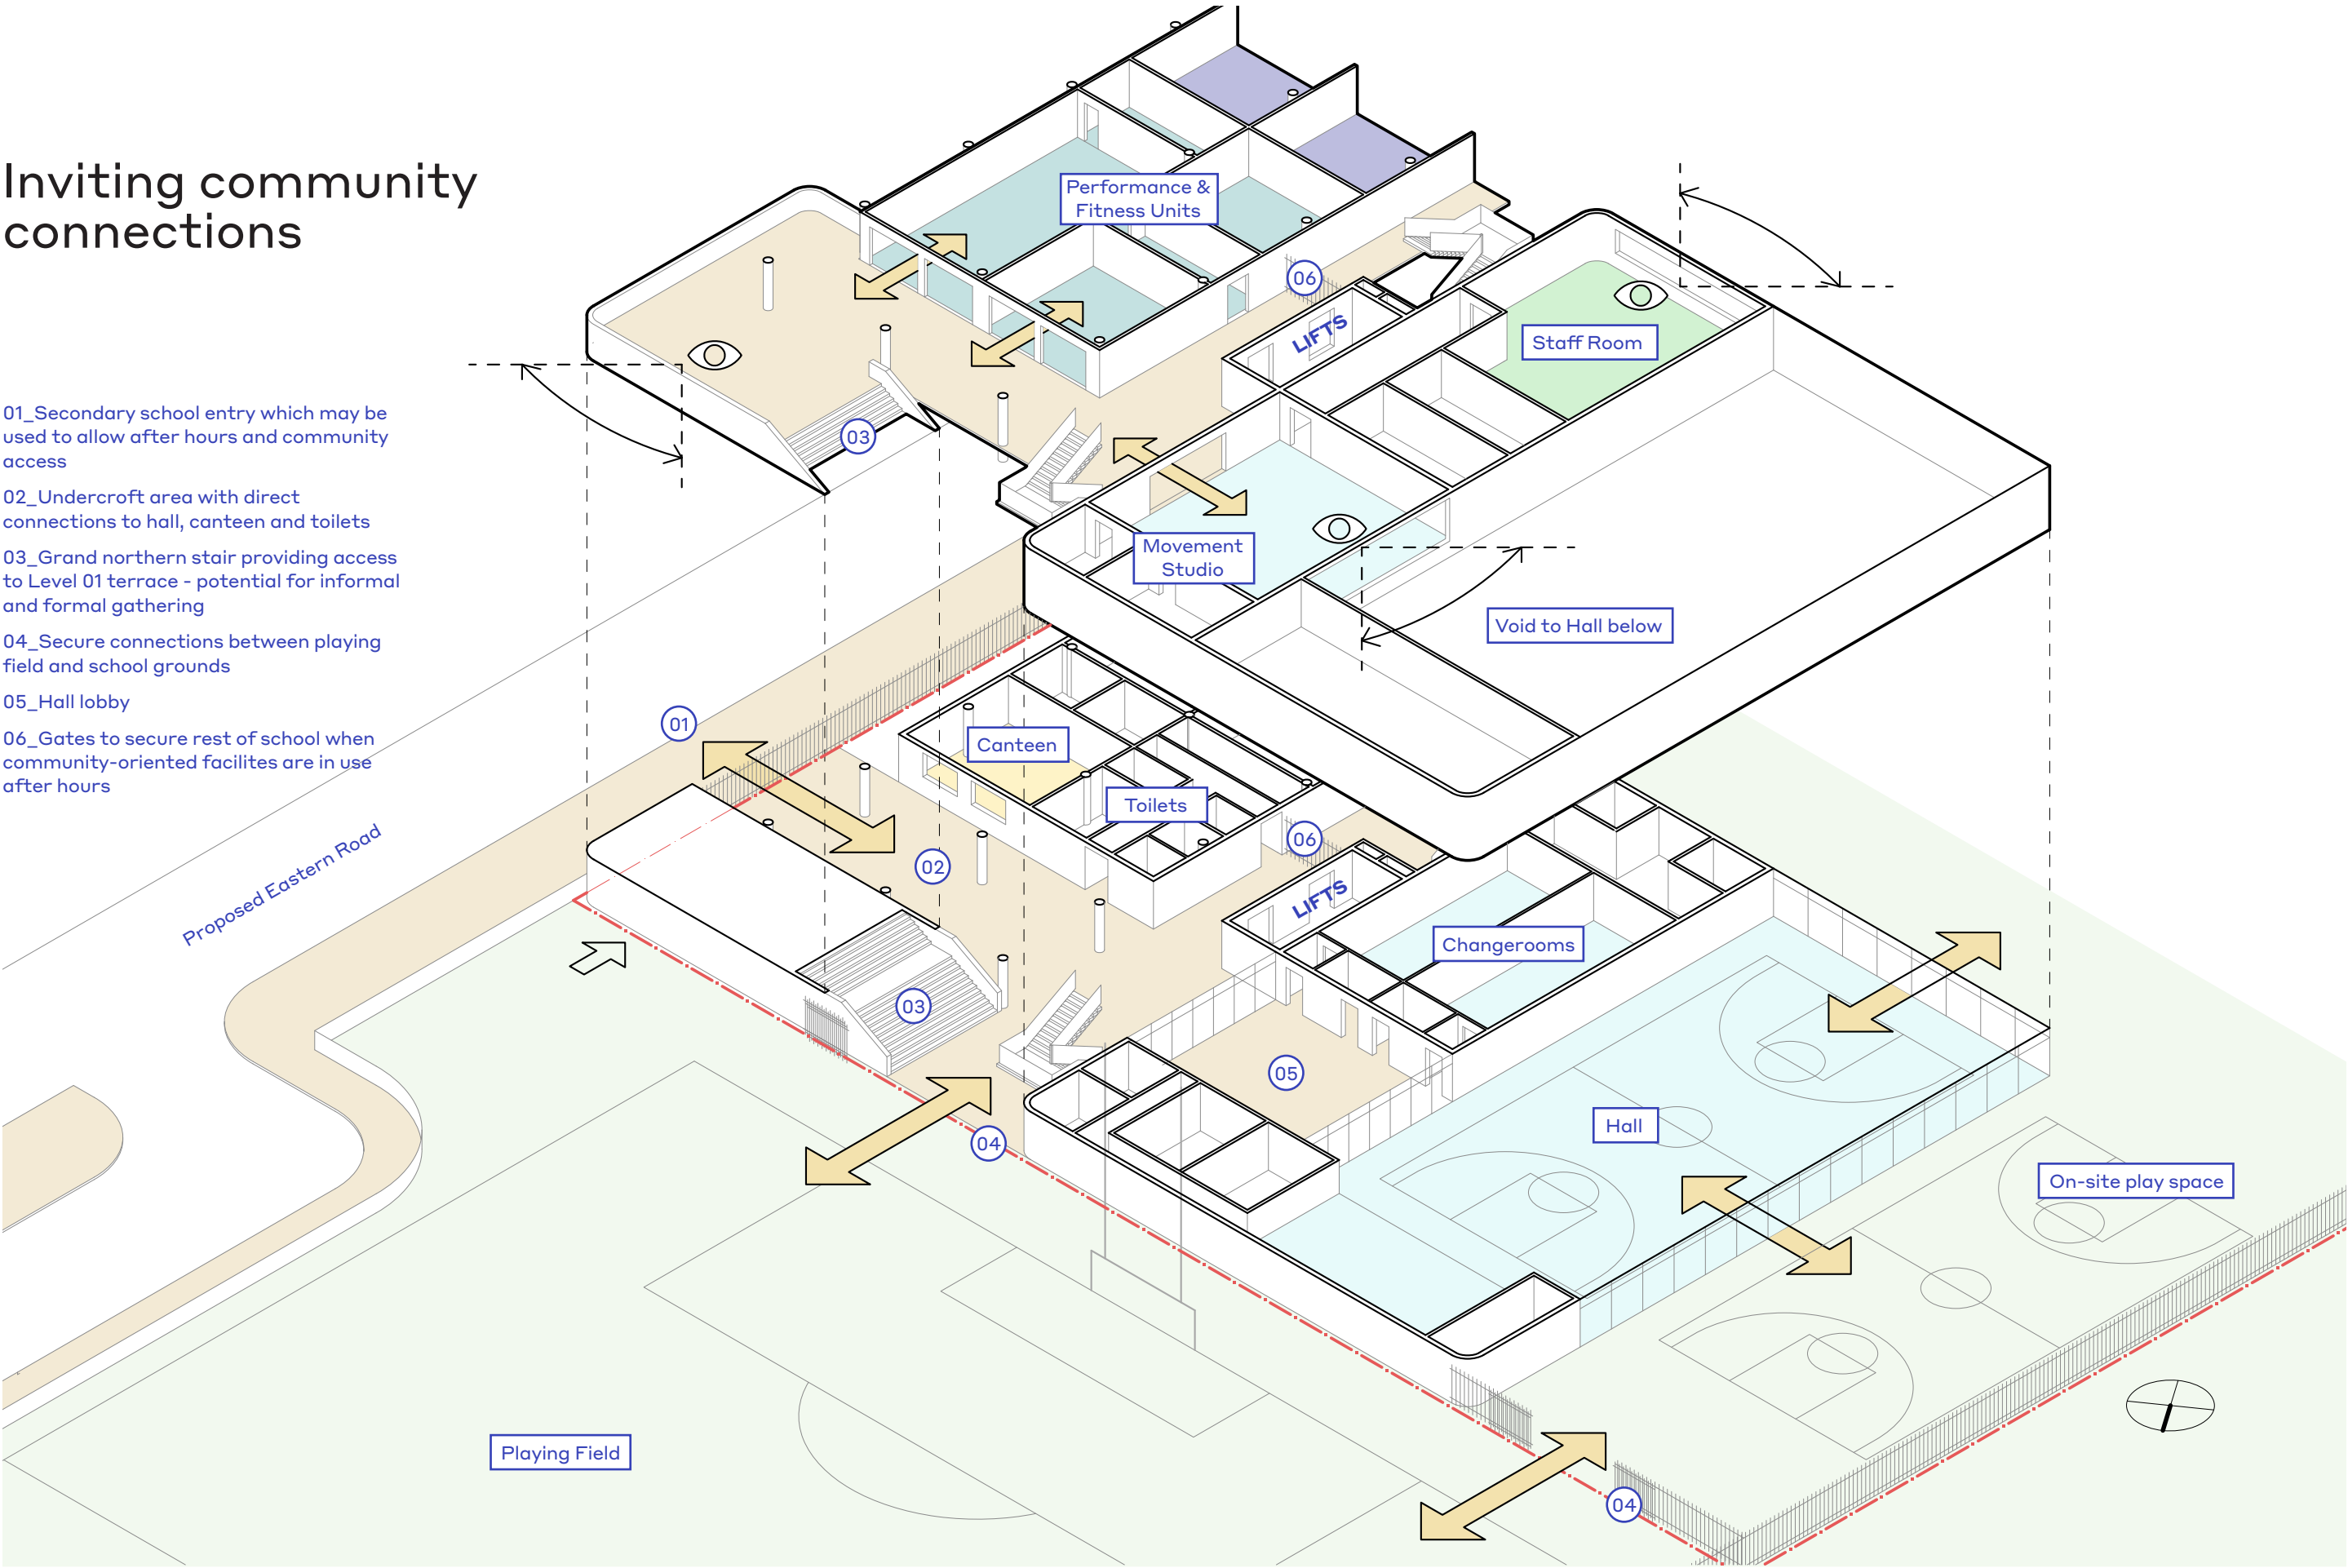 Inviting community
connections
01_Secondary school entry which may be
used to allow after hours and community
access
02_Undercroft area with direct
connections to hall, canteen and toilets
03_Grand northern stair providing access
to Level 01 terrace - potential for informal
and formal gathering
04_Secure connections between playing
field and school grounds
05_Hall lobby
06_Gates to secure rest of school when
community-oriented facilites are in use
after hours
Performance &
Fitness Units
06
LIFTS
Staff Room
03
Movement
Studio
Void to Hall below
01
Canteen
Toilets
06
02
LIFTS
Proposed Eastern Road
Changerooms
03
05
Hall
04
On-site play space
Playing Field
04